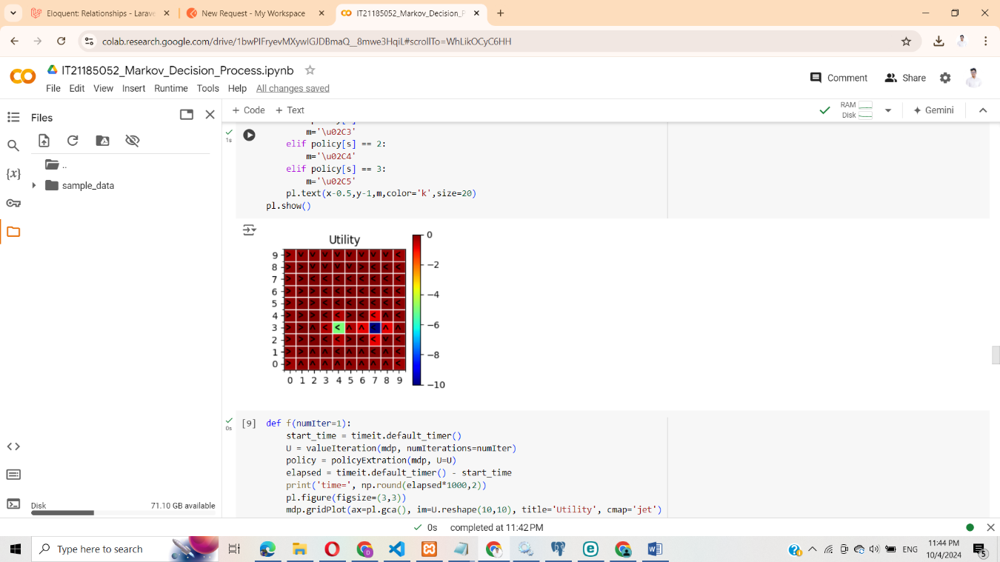 Eloquent: Relationships - Larave
New Request - My Workspace
IT21185052_Markov_Decision_P
colab.research.google.com/drive/1bwPIFryevMXywIGJDBmaQ__8mwe3HqiL#scrollTo=WhLikOCyC6HH
IT21185052_Markov_Decision_Process.ipynb
Comment
Share
File Edit View Insert Runtime Tools Help All changes saved
Files
+ Code + Text
RAM
Disk
Gemini
..
sample_data
{x}
1s
m='\u02C3'
elif policy[s] == 2:
m='\u02C4'
elif policy[s] == 3:
m='\u02C5'
pl.text(x-0.5,y-1,m,color='k',size=20)
pl.show()
Utility
9
8
7
6
5
4
3
2
1
0
0 1 2 3 4 5 6 7 8 9
0
−2
−4
−6
−8
−10
0s
[9] def f(numIter=1):
start_time = timeit.default_timer()
U = valueIteration(mdp, numIterations=numIter)
policy = policyExtration(mdp, U=U)
elapsed = timeit.default_timer() - start_time
print('time=', np.round(elapsed*1000,2))
pl.figure(figsize=(3,3))
mdp.gridPlot(ax=pl.gca(), im=U.reshape(10,10), title='Utility', cmap='jet')
Disk 71.10 GB available
0s completed at 11:42 PM
Type here to search
ENG
11:44 PM
10/4/2024
5